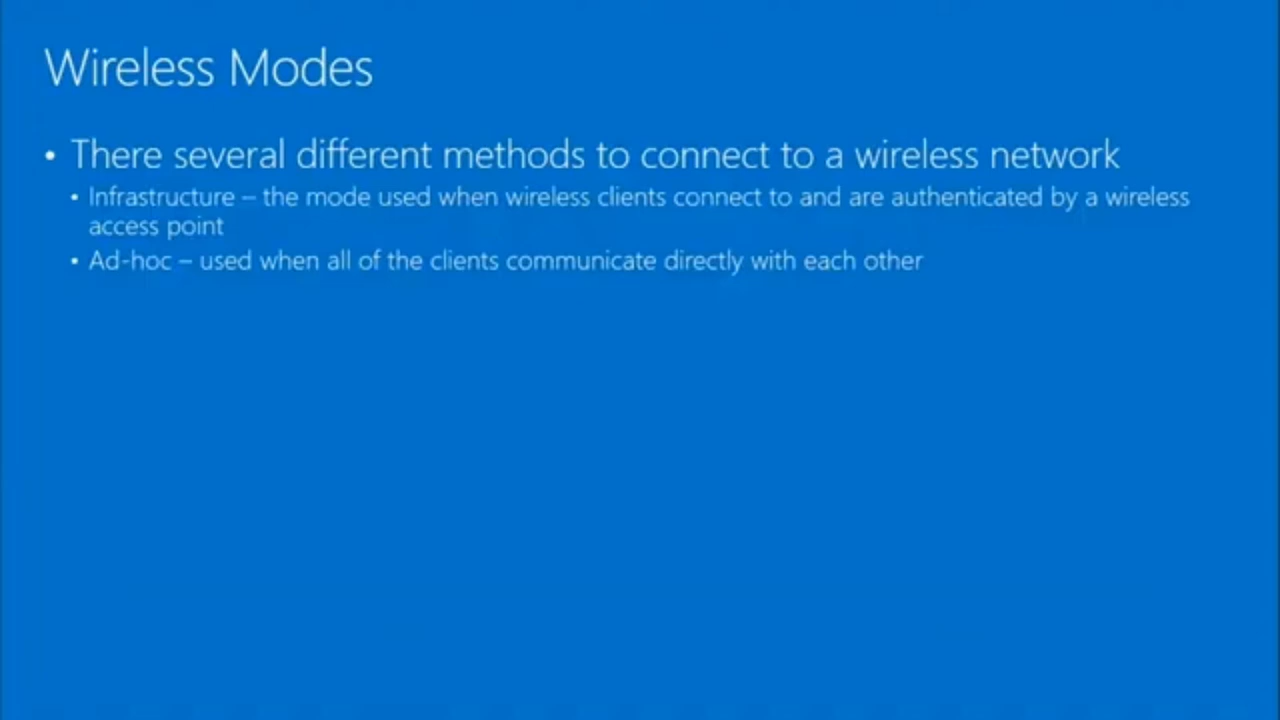 Wireless Modes
• There several different methods to connect to a wireless network
• Infrastructure – the mode used when wireless clients connect to and are authenticated by a wireless
access point
• Ad-hoc – used when all of the clients communicate directly with each other